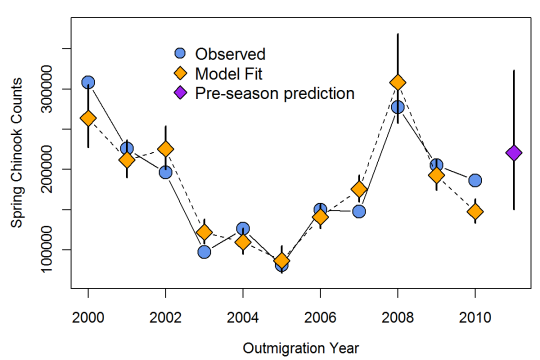 Observed
Model Fit
Pre-season prediction
Spring Chinook Counts
300000
200000
100000
2000 2002 2004 2006 2008 2010
Outmigration Year